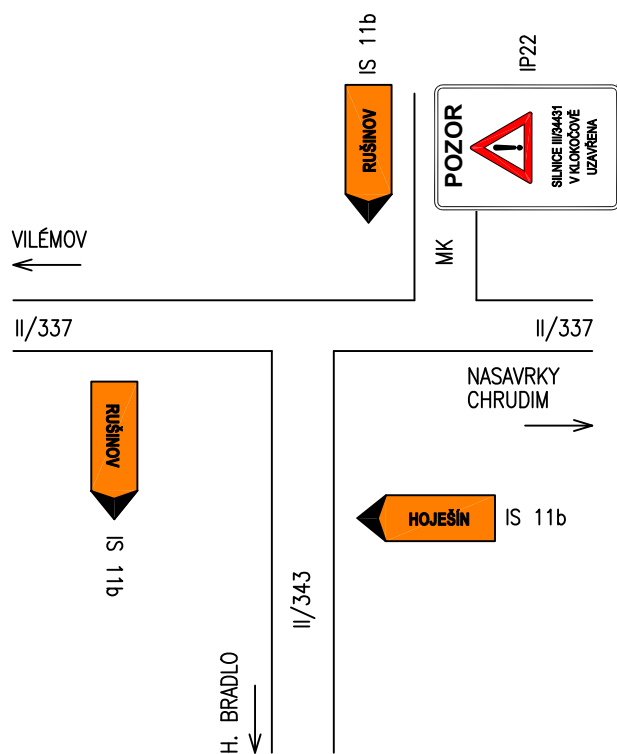 IS 11b
RUŠINOV
IP22
POZOR
SILNICE III/34431
V KLOKOČOVĚ
UZAVŘENA
MK
VILÉMOV
II/337
II/337
NASAVRKY
CHRUDIM
RUŠINOV
IS 11b
HOJEŠÍN
IS 11b
II/343
H. BRADLO